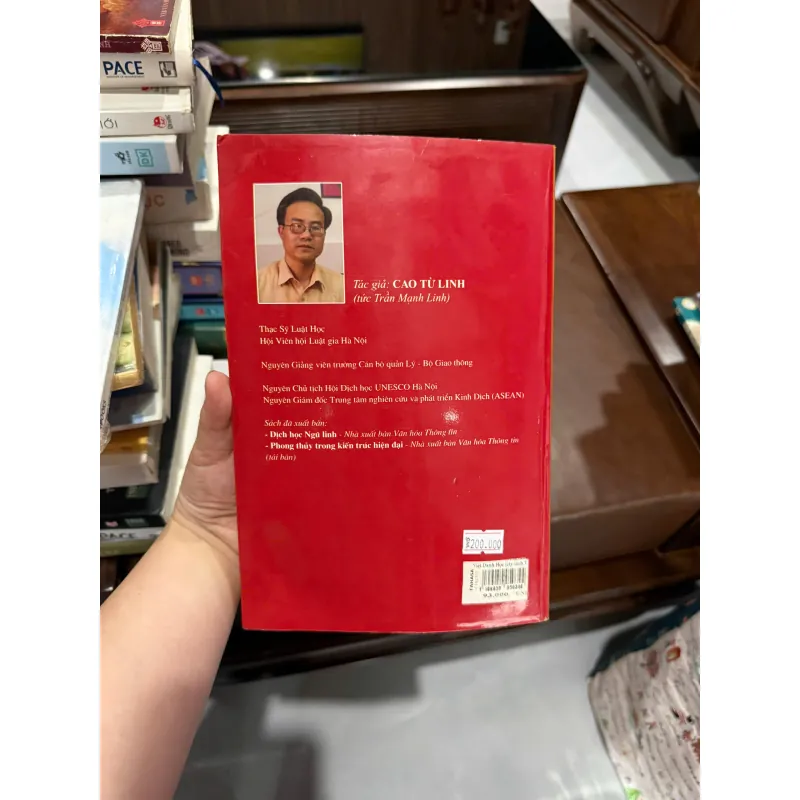 PACE
IỚI
DK
Tác giả: CAO TỪ LINH
(tức Trần Mạnh Linh)
Thạc Sỹ Luật Học
Hội Viên hội Luật gia Hà Nội
Nguyên Giảng viên trường Cán bộ quản Lý - Bộ Giao thông
Nguyên Chủ tịch Hội Dịch học UNESCO Hà Nội
Nguyên Giám đốc Trung tâm nghiên cứu và phát triển Kinh Dịch (ASEAN)
Sách đã xuất bản:
- Dịch học Ngũ linh - Nhà xuất bản Văn hóa Thông tin
- Phong thủy trong kiến trúc hiện đại - Nhà xuất bản Văn hóa Thông tin
(tái bản)
200.000
FAHASA